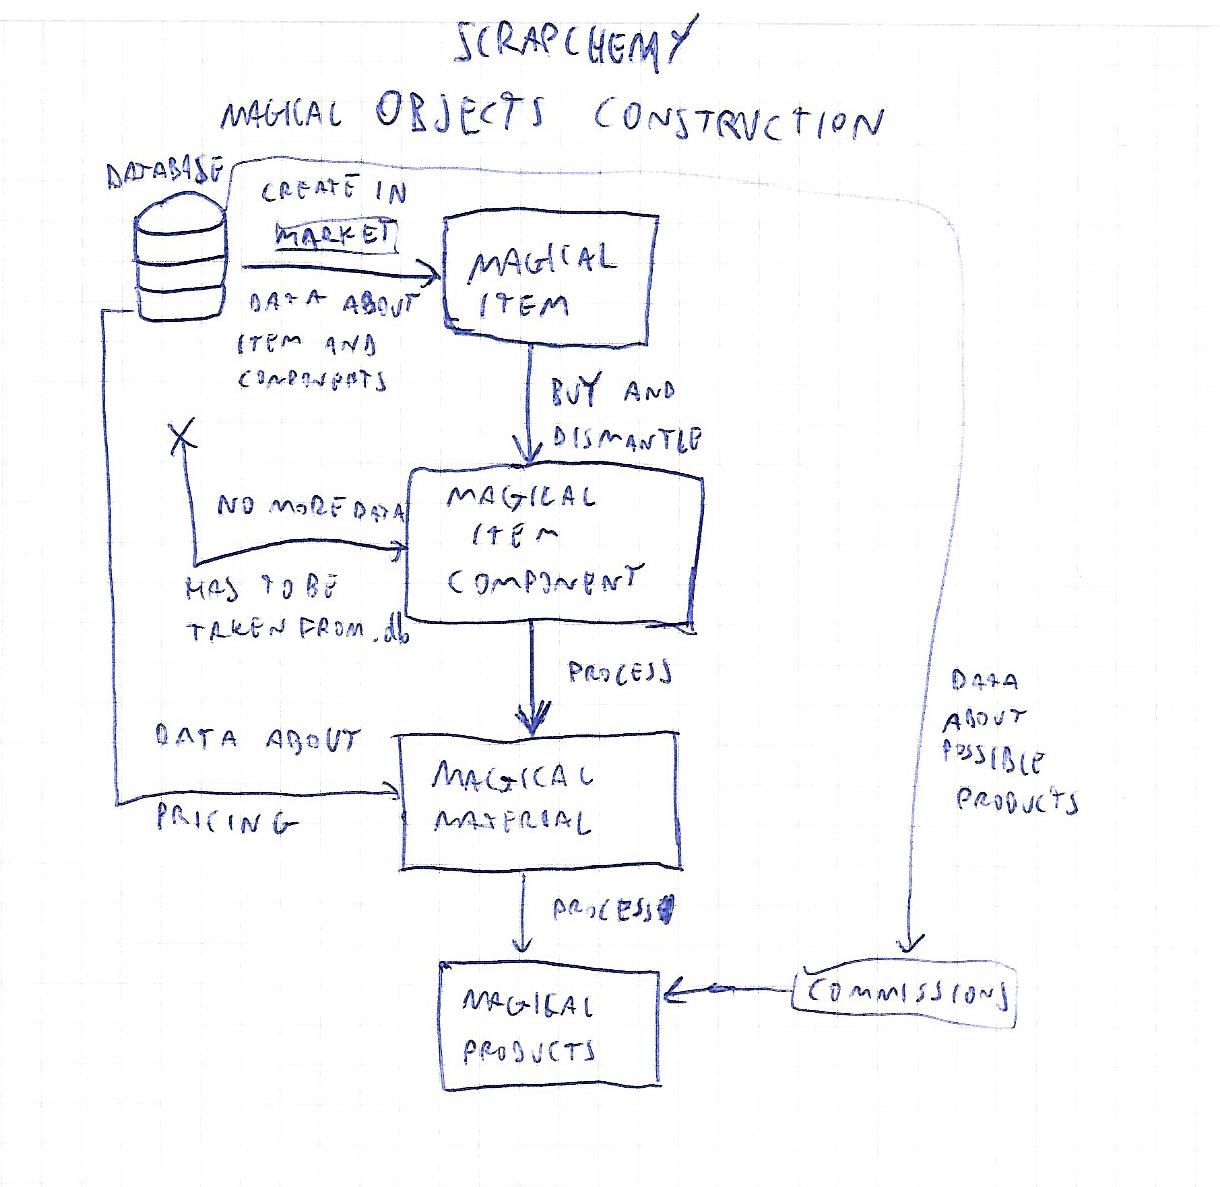 SCRAPCHEMY
MAGICAL OBJECTS CONSTRUCTION
DATABASE
CREATE IN
MARKET
DATA ABOUT
ITEM AND
COMPONENTS
MAGICAL
ITEM
BUY AND
DISMANTLE
NO MORE DATA
HAS TO BE
TAKEN FROM .db
MAGICAL
ITEM
COMPONENT
PROCESS
DATA ABOUT
PRICING
MAGICAL
MATERIAL
DATA
ABOUT
POSSIBLE
PRODUCTS
PROCESS
MAGICAL
PRODUCTS
COMMISSIONS